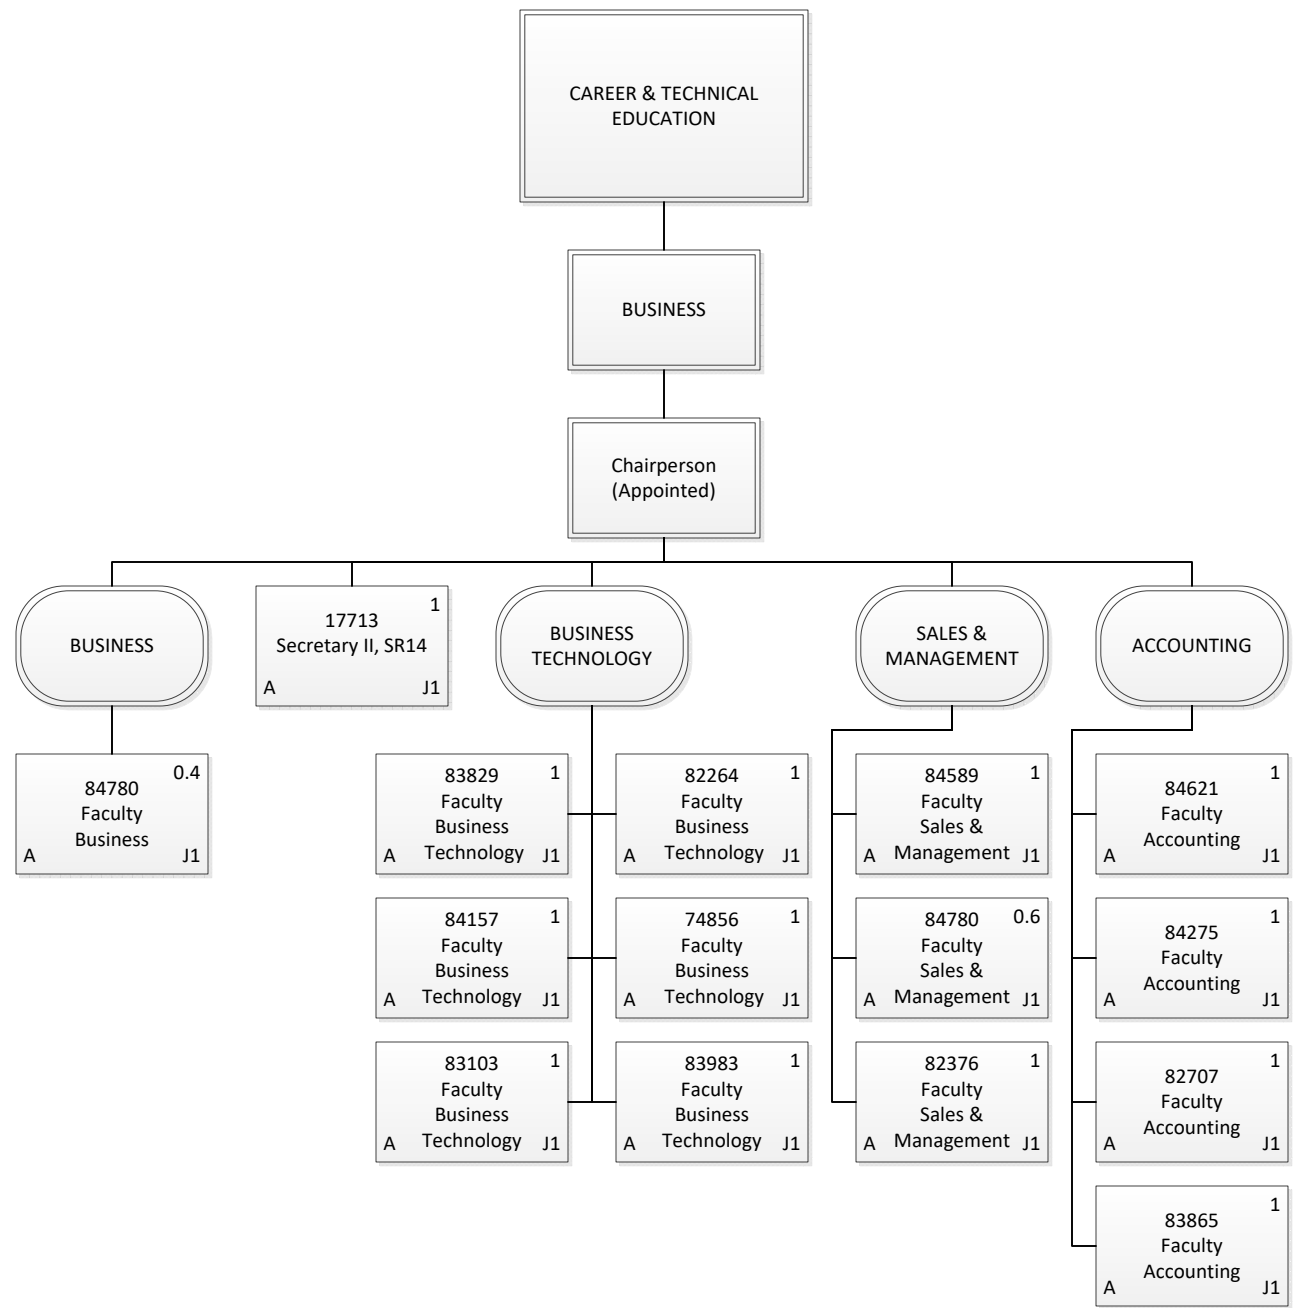 CAREER & TECHNICAL
EDUCATION
BUSINESS
Chairperson
(Appointed)
BUSINESS
1
17713
Secretary II, SR14
A J1
BUSINESS
TECHNOLOGY
SALES &
MANAGEMENT
ACCOUNTING
0.4
84780
Faculty
Business
A J1
83829 1
Faculty
Business
Technology
A J1
82264 1
Faculty
Business
Technology
A J1
84589 1
Faculty
Sales &
Management
A J1
1
84621
Faculty
Accounting
A J1
84157 1
Faculty
Business
Technology
A J1
74856 1
Faculty
Business
Technology
A J1
84780 0.6
Faculty
Sales &
Management
A J1
1
84275
Faculty
Accounting
A J1
83103 1
Faculty
Business
Technology
A J1
83983 1
Faculty
Business
Technology
A J1
82376 1
Faculty
Sales &
Management
A J1
1
82707
Faculty
Accounting
A J1
1
83865
Faculty
Accounting
A J1